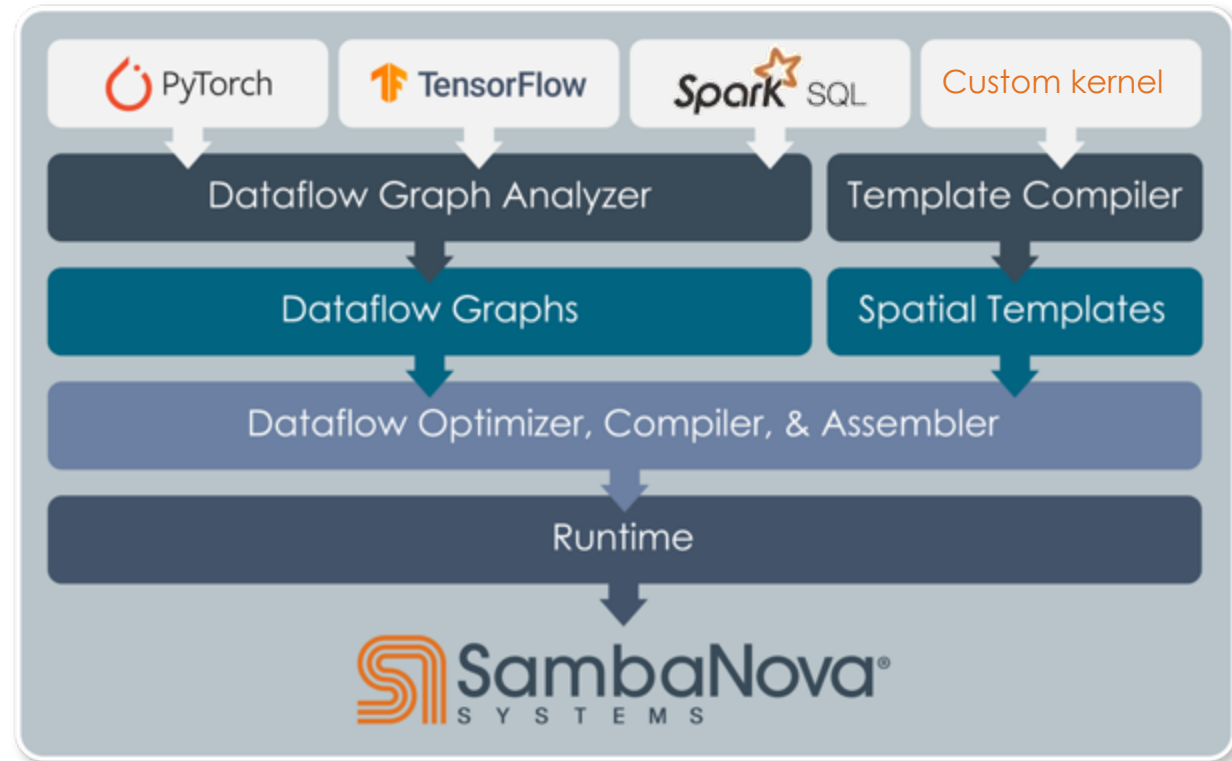 PyTorch
TensorFlow
Spark SQL
Custom kernel
Dataflow Graph Analyzer
Template Compiler
Dataflow Graphs
Spatial Templates
Dataflow Optimizer, Compiler, & Assembler
Runtime
SambaNova®
SYSTEMS